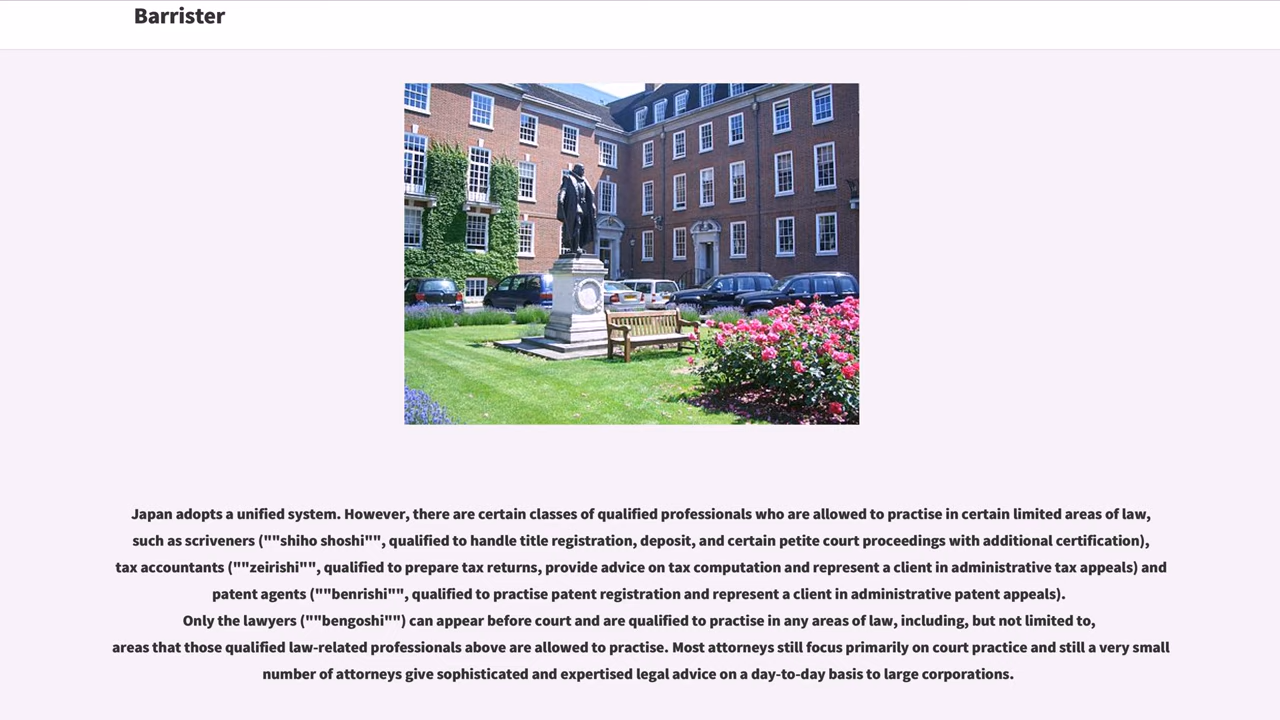 Barrister
Japan adopts a unified system. However, there are certain classes of qualified professionals who are allowed to practise in certain limited areas of law,
such as scriveners (""shiho shoshi"", qualified to handle title registration, deposit, and certain petite court proceedings with additional certification),
tax accountants (""zeirishi"", qualified to prepare tax returns, provide advice on tax computation and represent a client in administrative tax appeals) and
patent agents (""benrishi"", qualified to practise patent registration and represent a client in administrative patent appeals).
Only the lawyers (""bengoshi"") can appear before court and are qualified to practise in any areas of law, including, but not limited to,
areas that those qualified law-related professionals above are allowed to practise. Most attorneys still focus primarily on court practice and still a very small
number of attorneys give sophisticated and expertised legal advice on a day-to-day basis to large corporations.